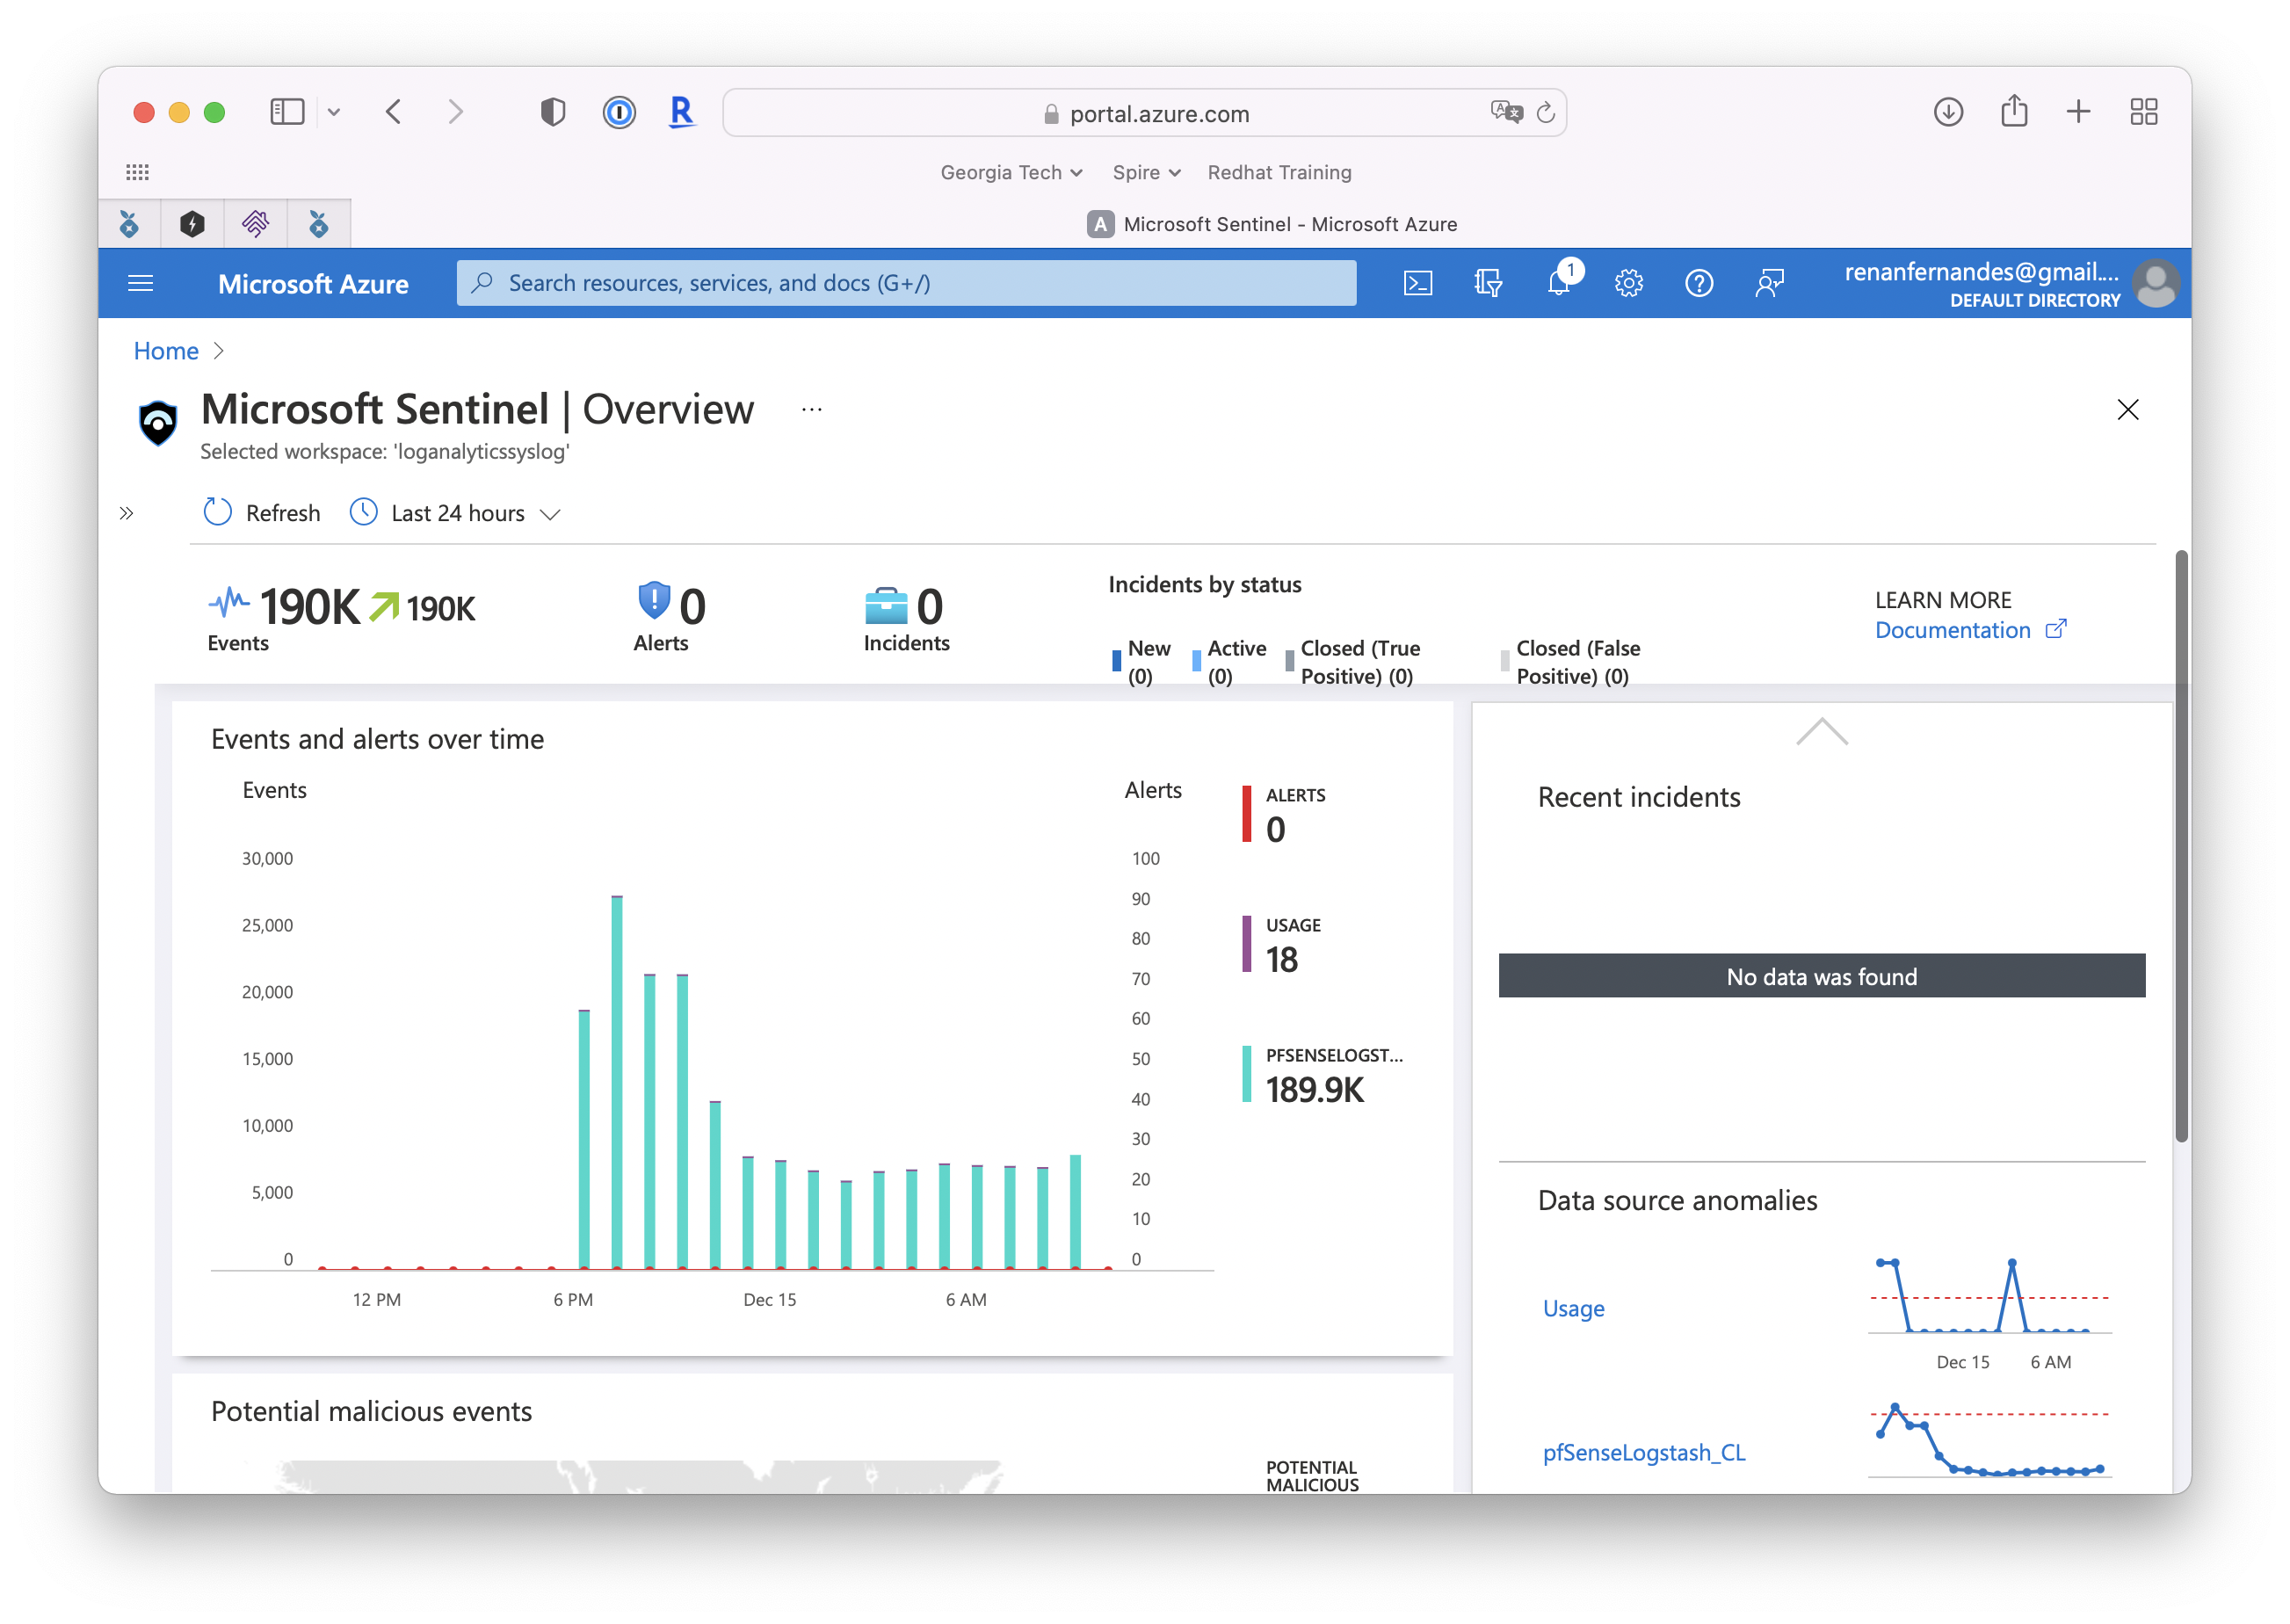 portal.azure.com
Georgia Tech
Spire
Redhat Training
A Microsoft Sentinel - Microsoft Azure
Microsoft Azure
Search resources, services, and docs (G+/)
1
renanfernandes@gmail....
DEFAULT DIRECTORY
Home
Microsoft Sentinel | Overview ...
Selected workspace: 'loganalyticssyslog'
Refresh
Last 24 hours
190K 190K
Events
0
Alerts
0
Incidents
Incidents by status
New
(0)
Active
(0)
Closed (True
Positive) (0)
Closed (False
Positive) (0)
LEARN MORE
Documentation
Events and alerts over time
Events
Alerts
30,000
25,000
20,000
15,000
10,000
5,000
0
100
90
80
70
60
50
40
30
20
10
0
12 PM
6 PM
Dec 15
6 AM
ALERTS
0
USAGE
18
PFSENSELOGST...
189.9K
Recent incidents
No data was found
Data source anomalies
Usage
Dec 15
6 AM
pfSenseLogstash_CL
Potential malicious events
POTENTIAL
MALICIOUS